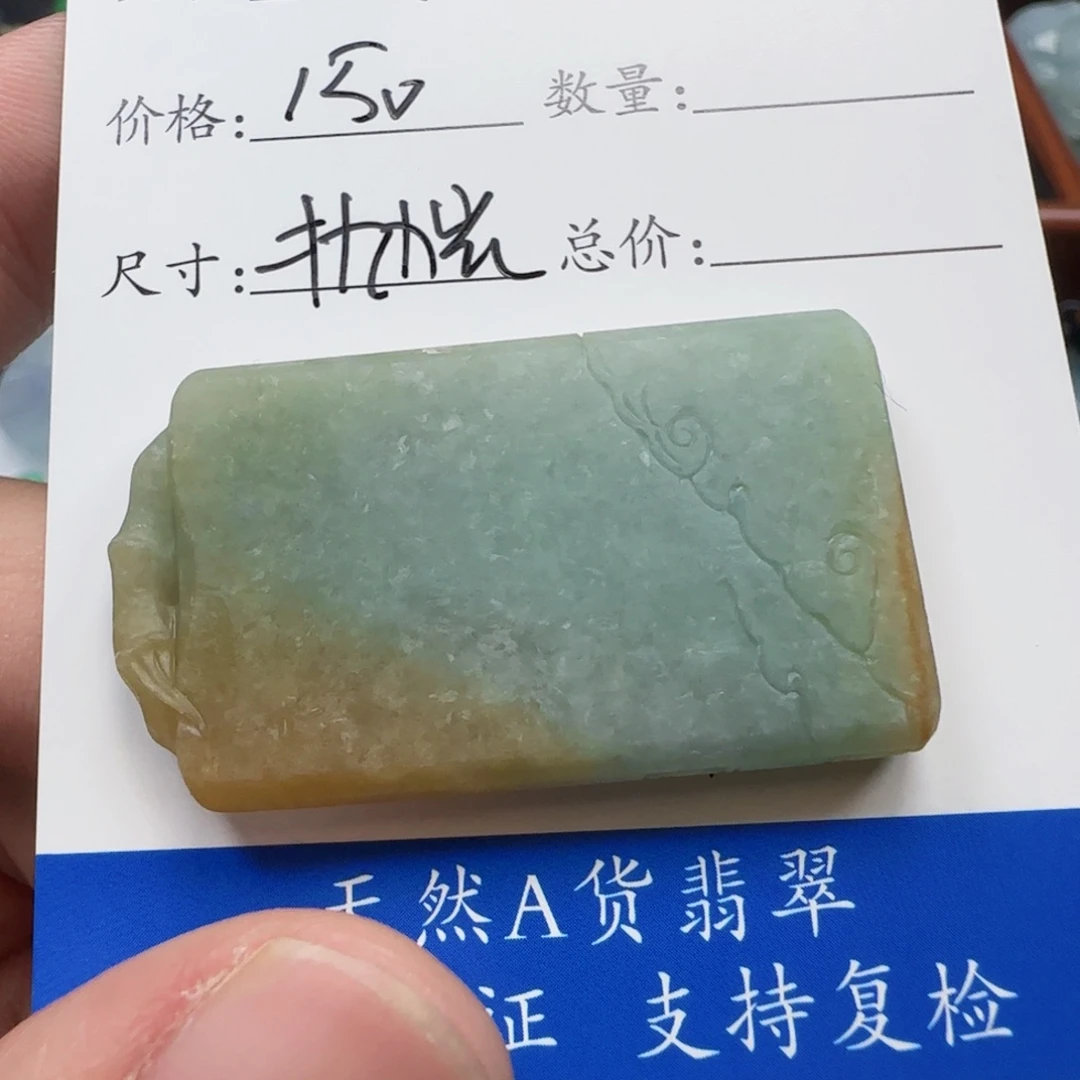 价格: 150 数量:
尺寸: 总价:
天然A货翡翠
证 支持复检